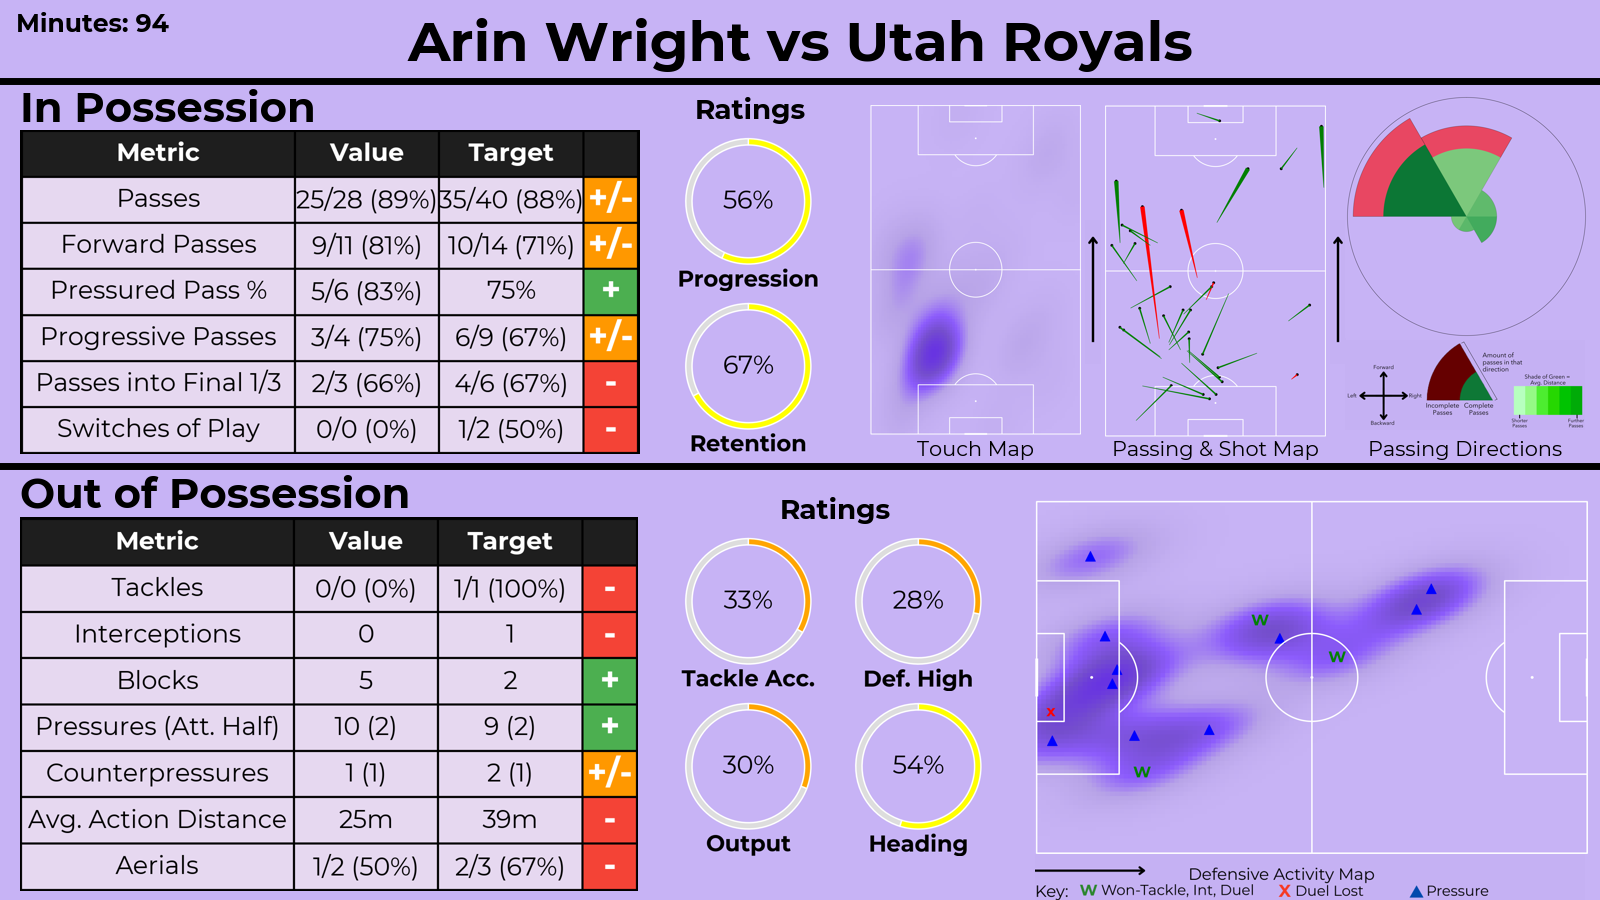 Minutes: 94
Arin Wright vs Utah Royals
In Possession
Metric Value Target
Passes 25/28 (89%) 35/40 (88%) +/-
Forward Passes 9/11 (81%) 10/14 (71%) +/-
Pressured Pass % 5/6 (83%) 75% +
Progressive Passes 3/4 (75%) 6/9 (67%) +/-
Passes into Final 1/3 2/3 (66%) 4/6 (67%) -
Switches of Play 0/0 (0%) 1/2 (50%) -
Ratings
56%
Progression
67%
Retention
Touch Map
Passing & Shot Map
Forward
Left
Right
Backward
Amount of
passes in that
direction
Incomplete
Passes
Complete
Passes
Shade of Green =
Avg. Distance
Shorter
Passes
Further
Passes
Passing Directions
Out of Possession
Metric Value Target
Tackles 0/0 (0%) 1/1 (100%) -
Interceptions 0 1 -
Blocks 5 2 +
Pressures (Att. Half) 10 (2) 9 (2) +
Counterpressures 1 (1) 2 (1) +/-
Avg. Action Distance 25m 39m -
Aerials 1/2 (50%) 2/3 (67%) -
Ratings
33%
Tackle Acc.
28%
Def. High
30%
Output
54%
Heading
W
W
X
W
Defensive Activity Map
Key: W Won-Tackle, Int, Duel X Duel Lost Pressure